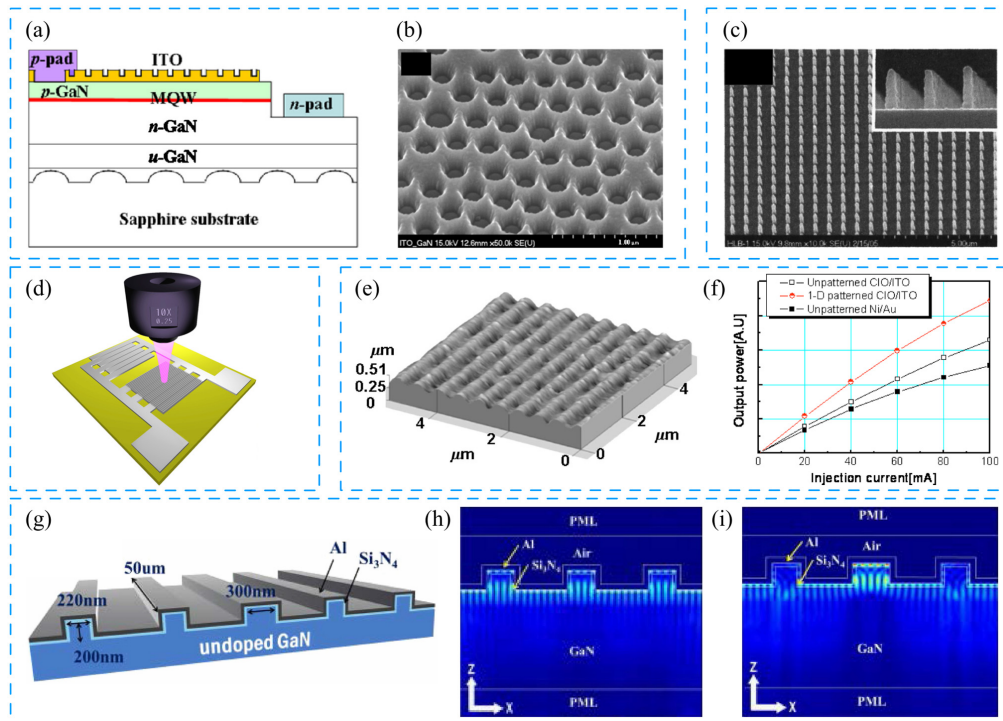 (a)
p-pad
ITO
p-GaN
MQW
n-pad
n-GaN
u-GaN
Sapphire substrate
(b)
ITO_GaN 15.0kV 12.6mm x50.0k SE(U)
1.00um
(c)
HLB-1 15.0kV 9.8mm x10.0k SE(U) 2/15/05
5.00um
(d)
10X
0.25
(e)
μm
0.51
0.25
0
4
2
0
μm
0
2
4
μm
(f)
Unpatterned CIO/ITO
1-D patterned CIO/ITO
Unpatterned Ni/Au
Output power[A.U]
0
20
40
60
80
100
Injection current[mA]
(g)
Al
Si3N4
50um
220nm
300nm
200nm
undoped GaN
(h)
PML
Al
Air
Si3N4
GaN
Z
X
PML
(i)
PML
Al
Air
Si3N4
GaN
Z
X
PML